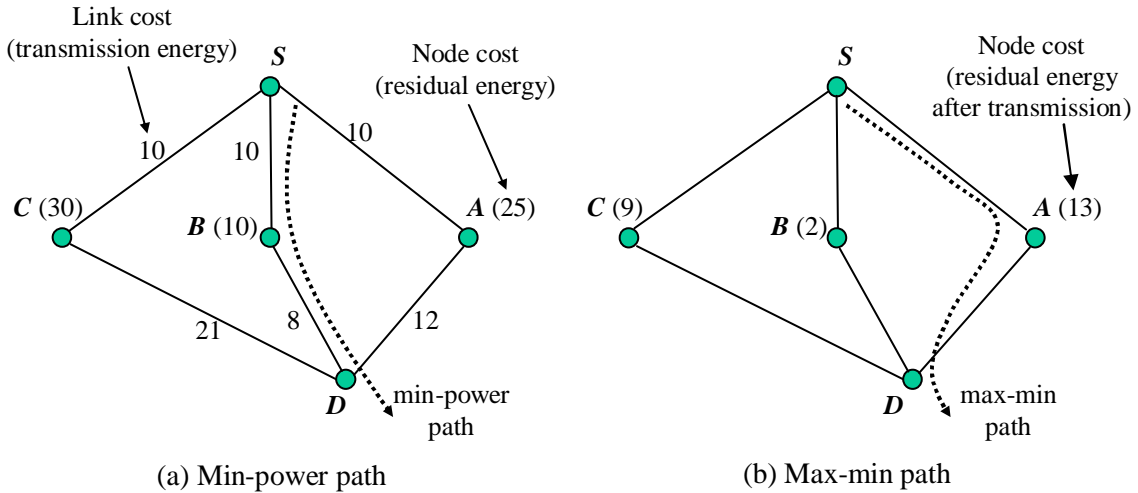 Link cost
(transmission energy)
S
Node cost
(residual energy)
10
10
10
C (30)
B (10)
A (25)
21
8
12
D
min-power
path
(a) Min-power path
S
Node cost
(residual energy
after transmission)
C (9)
B (2)
A (13)
D
max-min
path
(b) Max-min path